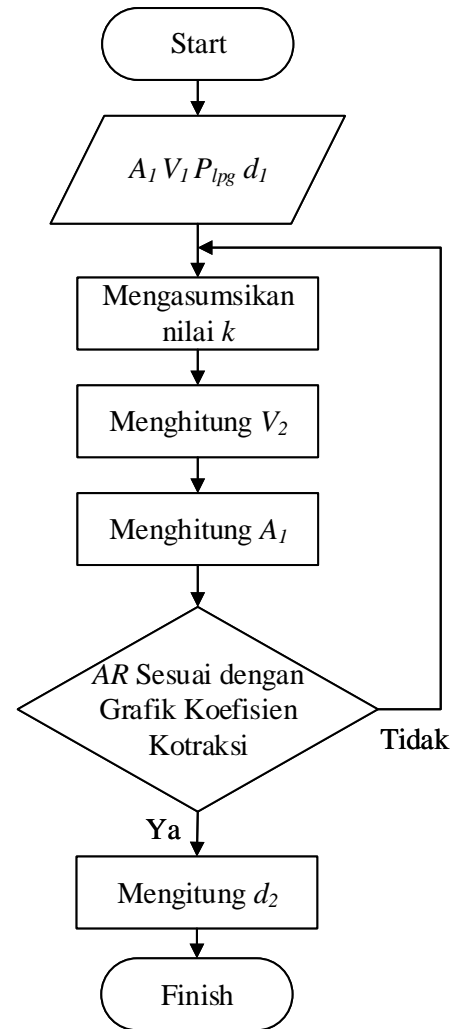 Start
A₁ V₁ Pₗₚg d₁
Mengasumsikan
nilai k
Menghitung V₂
Menghitung A₁
AR Sesuai dengan
Grafik Koefisien
Kotraksi
Tidak
Ya
Mengitung d₂
Finish